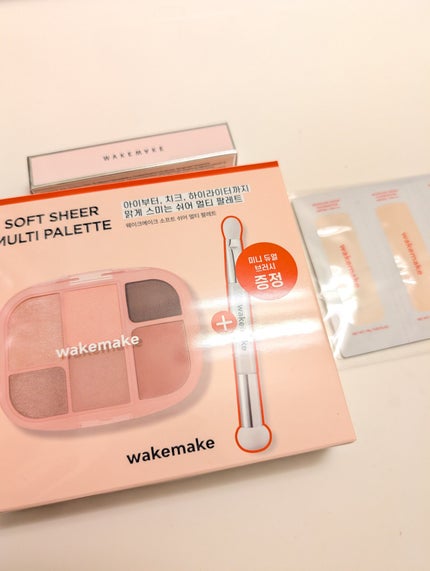 WAKEMAKE
SOFT SHEER
MULTI PALETTE
아이부터, 치크, 하이라이터까지
맑게 스미는 쉬어 멀티 팔레트
웨이크메이크 소프트 쉬어 멀티 팔레트
미니 듀얼
브러시
증정
+
wakemake
wakemake
wakemake
wakemake
wakemake